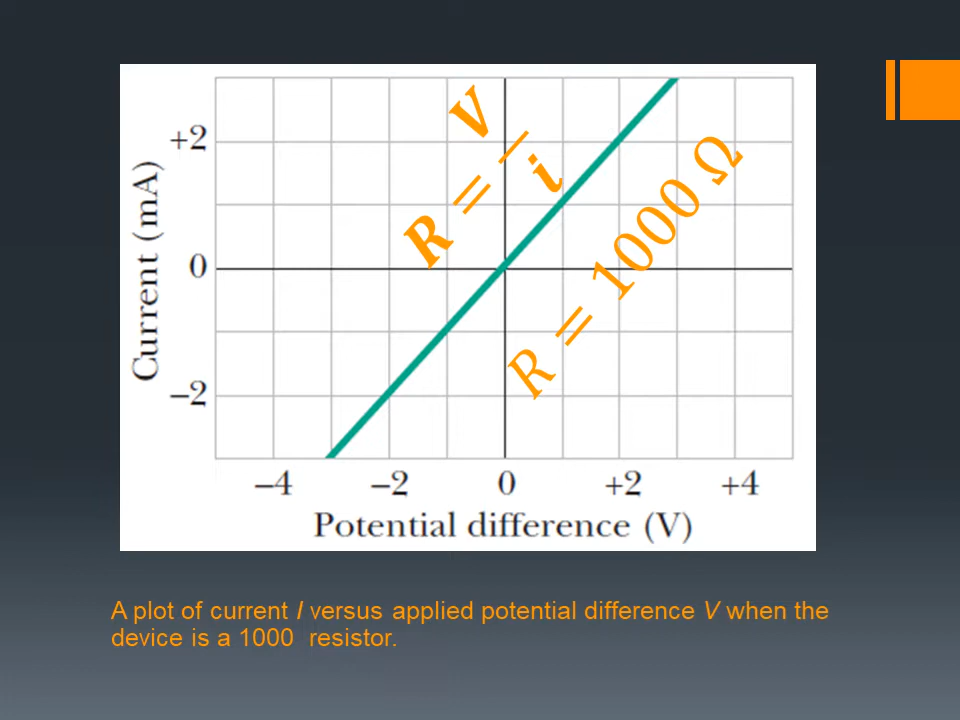 +2
0
−2
Current (mA)
R = V/i
R = 1000 Ω
−4 −2 0 +2 +4
Potential difference (V)
A plot of current I versus applied potential difference V when the
device is a 1000 resistor.